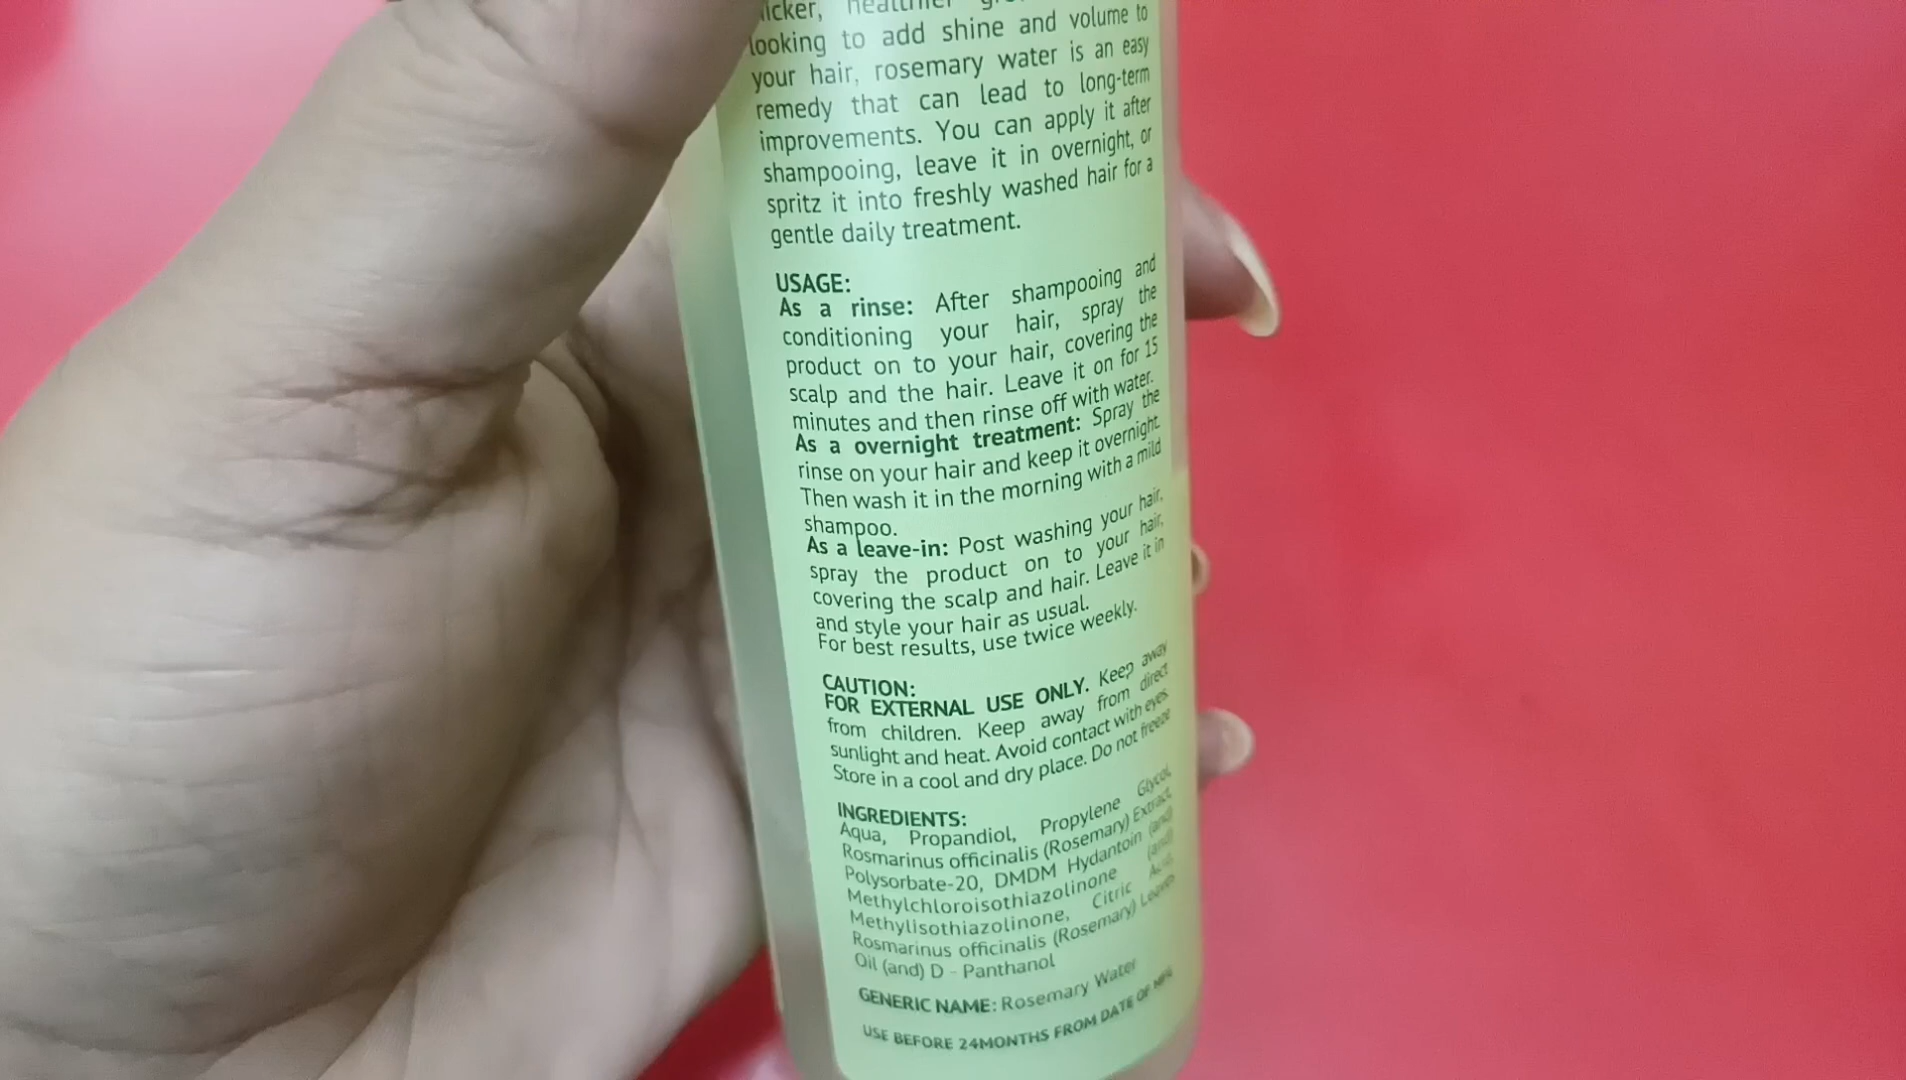 healthier
looking to add shine and volume to
your hair, rosemary water is an easy
remedy that can lead to long-term
improvements. You can apply it after
shampooing, leave it in overnight, or
spritz it into freshly washed hair for a
gentle daily treatment.
USAGE:
As a rinse: After shampooing and
conditioning your hair, spray the
product on to your hair, covering the
scalp and the hair. Leave it on for 15
minutes and then rinse off with water.
As a overnight treatment: Spray the
rinse on your hair and keep it overnight.
Then wash it in the morning with a mild
shampoo.
As a leave-in: Post washing your hair,
spray the product on to your hair,
covering the scalp and hair. Leave it in
and style your hair as usual.
For best results, use twice weekly.
CAUTION:
FOR EXTERNAL USE ONLY. Keep away
from children. Keep away from direct
sunlight and heat. Avoid contact with eyes.
Store in a cool and dry place. Do not freeze
INGREDIENTS:
Aqua, Propandiol, Propylene Glycol,
Rosmarinus officinalis (Rosemary) Extract,
Polysorbate-20, DMDM Hydantoin (and)
Methylchloroisothiazolinone (and)
Methylisothiazolinone, Citric Acid,
Rosmarinus officinalis (Rosemary) Leaves
Oil (and) D - Panthanol
GENERIC NAME: Rosemary Water
USE BEFORE 24MONTHS FROM DATE OF MFG